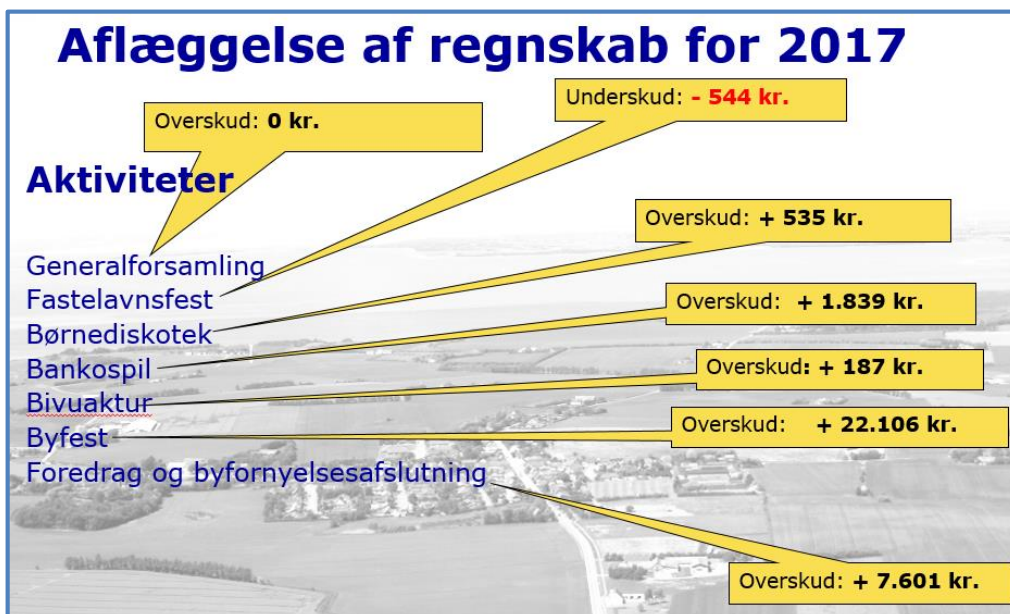 Aflæggelse af regnskab for 2017
Underskud: - 544 kr.
Overskud: 0 kr.
Aktiviteter
Overskud: + 535 kr.
Generalforsamling
Fastelavnsfest
Overskud: + 1.839 kr.
Børnediskotek
Bankospil
Overskud: + 187 kr.
Bivuaktur
Overskud: + 22.106 kr.
Byfest
Foredrag og byfornyelsesafslutning
Overskud: + 7.601 kr.